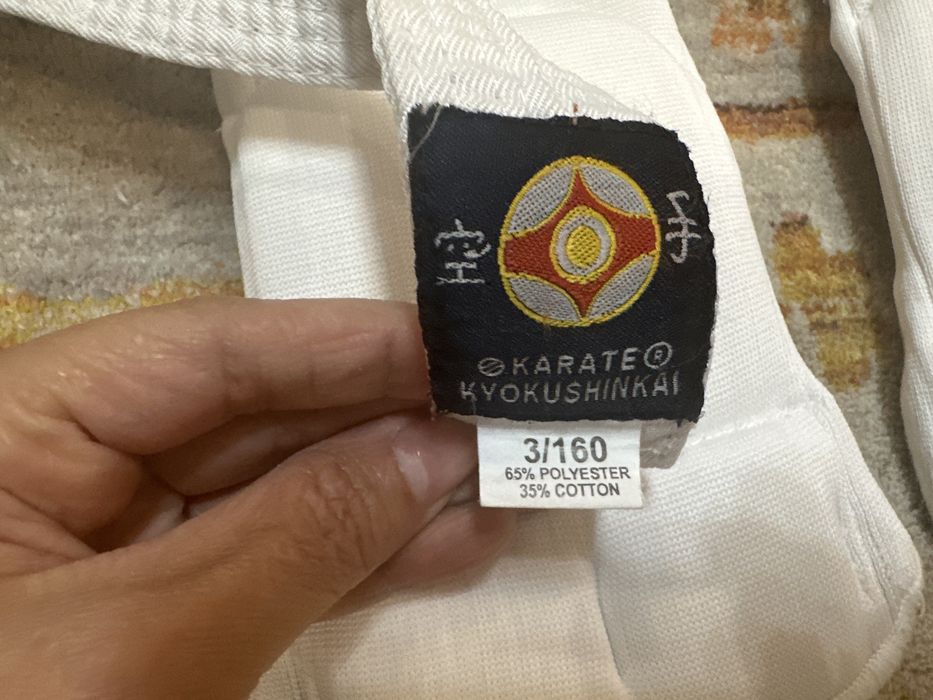 空手
KARATE®
KYOKUSHINKAI
3/160
65% POLYESTER
35% COTTON